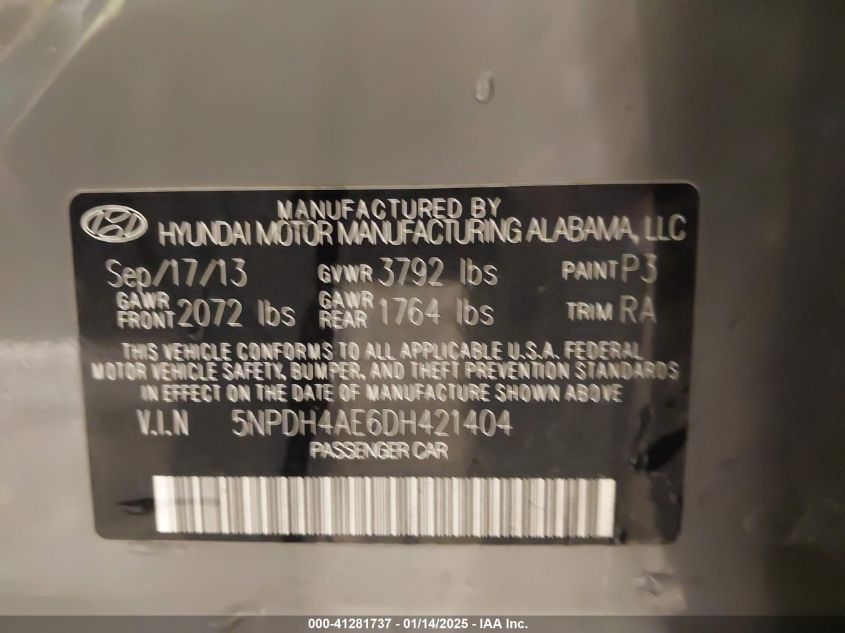 MANUFACTURED BY
HYUNDAI MOTOR MANUFACTURING ALABAMA, LLC
Sep/17/13 GVWR 3792 lbs PAINT P3
GAWR FRONT 2072 lbs GAWR REAR 1764 lbs TRIM RA
THIS VEHICLE CONFORMS TO ALL APPLICABLE U.S.A. FEDERAL
MOTOR VEHICLE SAFETY, BUMPER, AND THEFT PREVENTION STANDARDS
IN EFFECT ON THE DATE OF MANUFACTURE SHOWN ABOVE
V.I.N 5NPDH4AE6DH421404
PASSENGER CAR
000-41281737 - 01/14/2025 - IAA Inc.